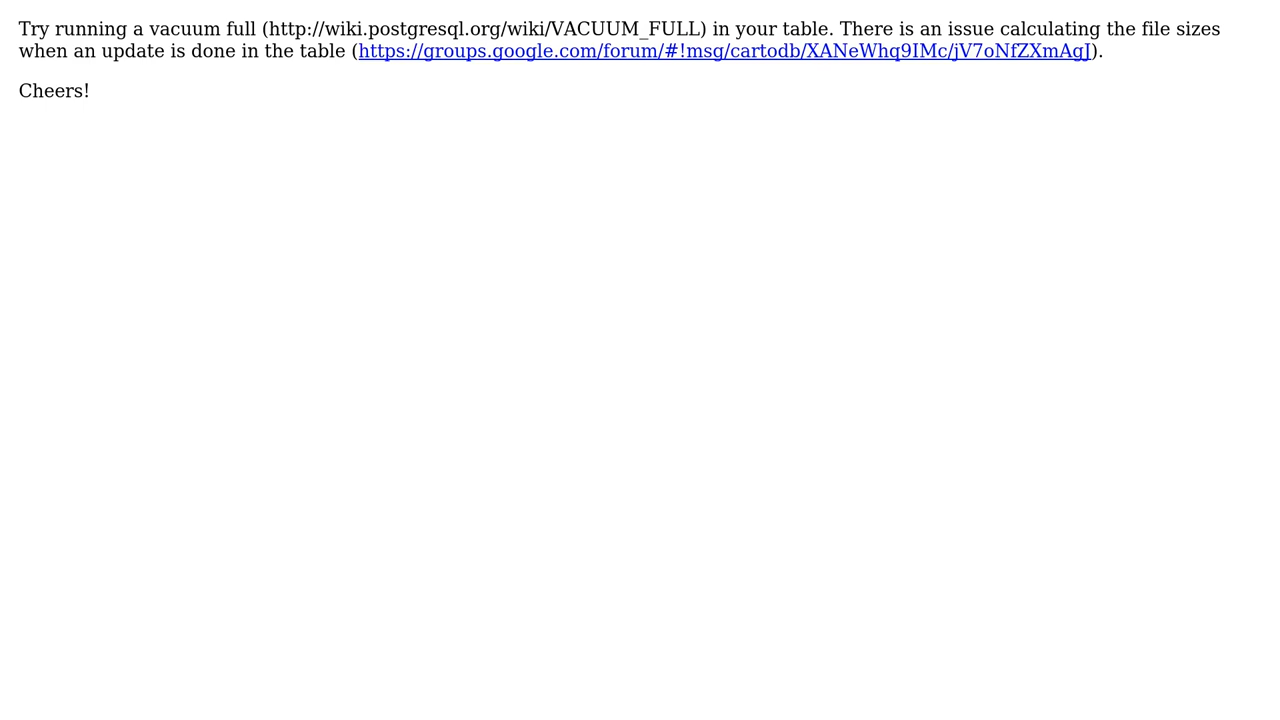 Try running a vacuum full (http://wiki.postgresql.org/wiki/VACUUM_FULL) in your table. There is an issue calculating the file sizes
when an update is done in the table (https://groups.google.com/forum/#!msg/cartodb/XANeWhq9IMc/jV7oNfZXmAgJ).
Cheers!